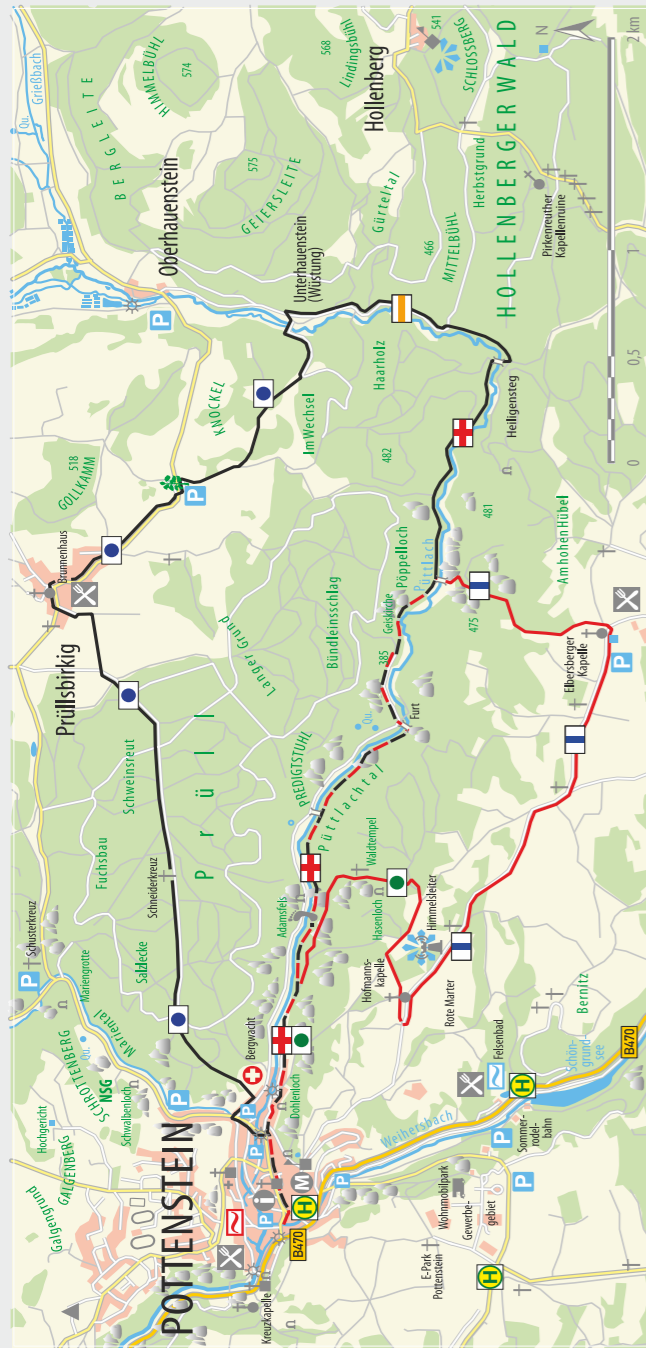 Qu.
Grießbach
BERGLEITE
HIMMELBÜHL
574
568
Lindingsbühl
541
SCHLOSSBERG
Hollenberg
HOLLENBERGER WALD
N
2 km
1
0,5
0
Oberhauenstein
575
GEIERSLEITE
Gürteltal
466
MITTELBÜHL
Herbstgrund
Pirkenreuther
Kapellenruine
P
Unterhauenstein
(Wüstung)
Haarholz
Heiligensteg
KNOCKEL
Im Wechsel
482
518
GOLLKAMM
P
Brunnenhaus
Prüllsbirkig
Langer Grund
Bündleinsschlag
Pöppelloch
Püttlach
481
Am hohen Hübel
Geiskirche
385
475
Elbersberger
Kapelle
P
Furt
Qu.
PREDIGTSTUHL
Püttlachtal
Schweinsreut
Prüll
Fuchsbau
Schneiderkreuz
Waldtempel
Adamsfels
Hasenloch
Himmelsleiter
Schusterkreuz
P
Mariengrotte
Salzlecke
Hofmanns-
kapelle
Rote Marter
Bernitz
Mariental
Qu.
SCHROTTENBERG
NSG
Schwalbenloch
P
Bergwacht
Dohlenloch
Felsenbad
Schön-
grund-
see
B470
H
Sommer-
rodel-
bahn
P
Weihersbach
Hochgericht
GALGENBERG
Galgengrund
POTTENSTEIN
P
P
i
M
P
P
H
B470
Wohnmobilpark
Gewerbe-
gebiet
P
E-Park
Pottenstein
H
Kreuzkapelle